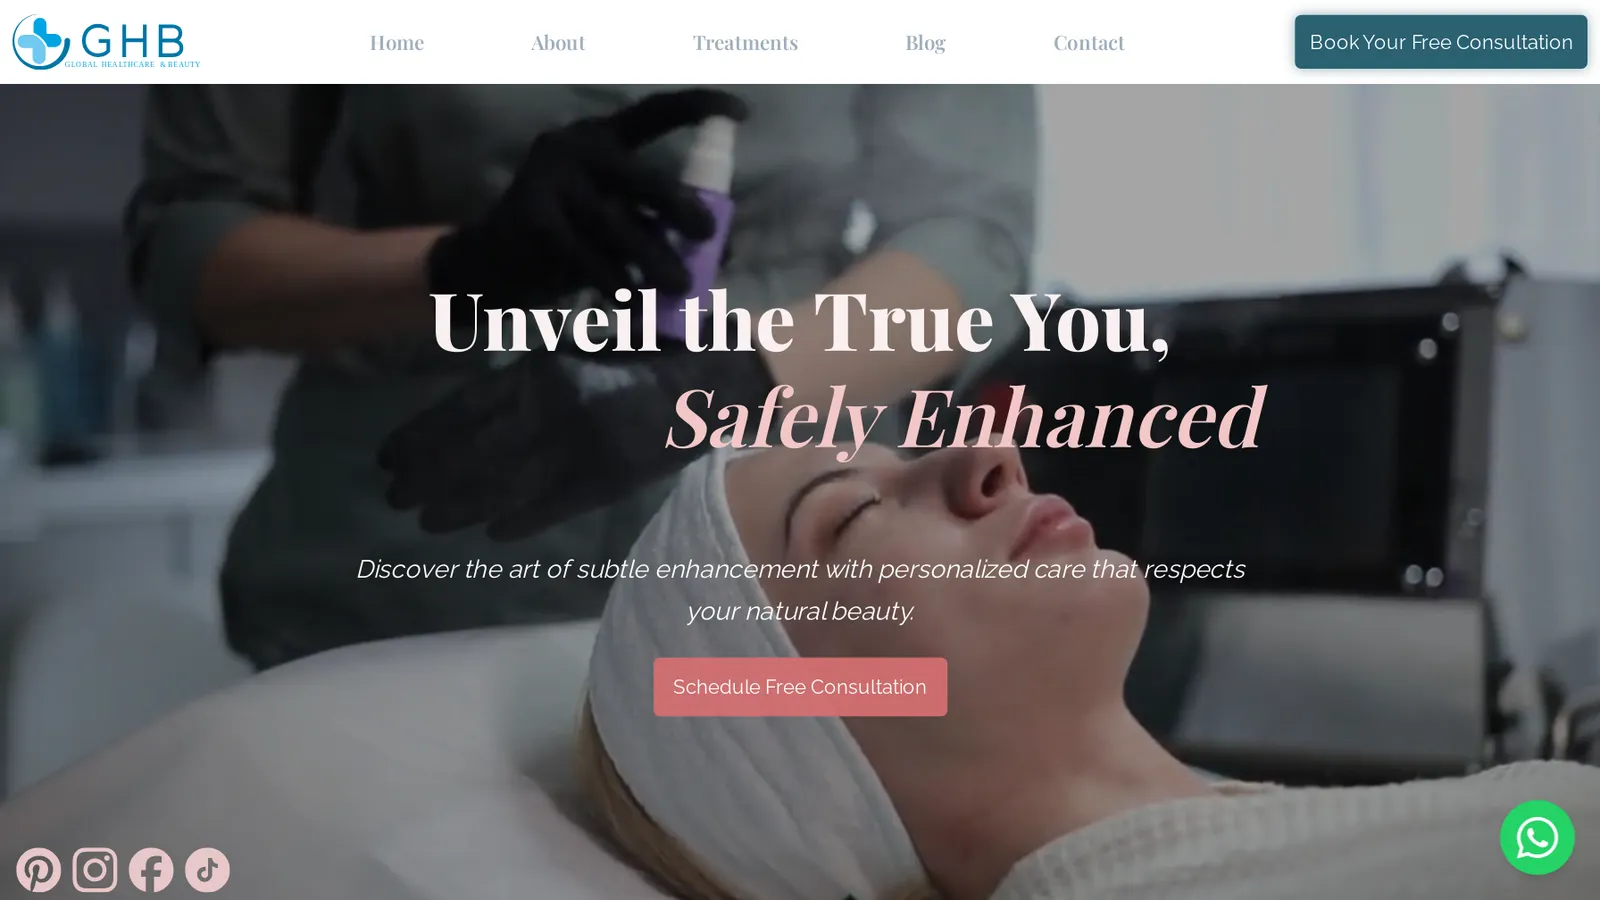 GHB
GLOBAL HEALTHCARE & BEAUTY
Home
About
Treatments
Blog
Contact
Book Your Free Consultation
Unveil the True You,
Safely Enhanced
Discover the art of subtle enhancement with personalized care that respects
your natural beauty.
Schedule Free Consultation